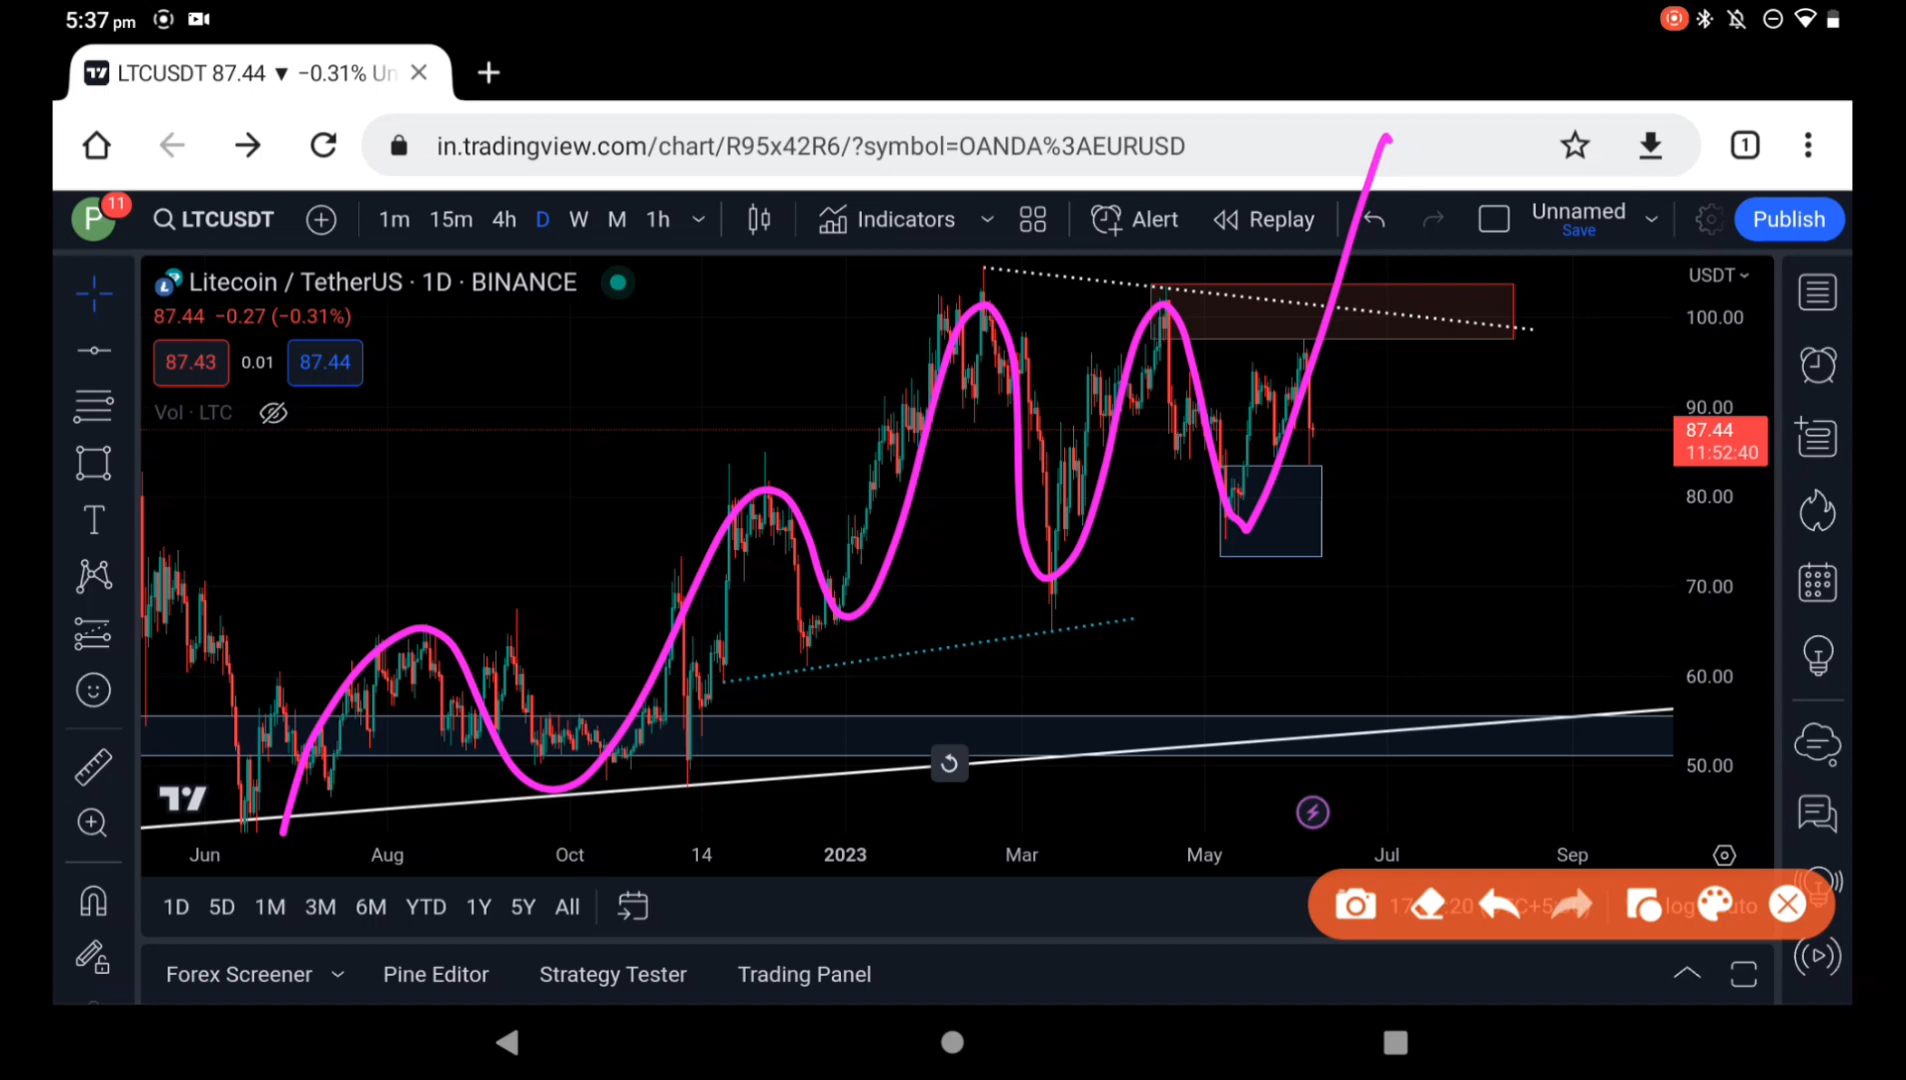 5:37 pm
LTCUSDT 87.44 ▼ −0.31% Un
in.tradingview.com/chart/R95x42R6/?symbol=OANDA%3AEURUSD
1
P
11
LTCUSDT
1m 15m 4h D W M 1h
Indicators
Alert
Replay
Unnamed
Save
Publish
Litecoin / TetherUS · 1D · BINANCE
USDT
87.44 −0.27 (−0.31%)
87.43 0.01 87.44
Vol · LTC
100.00
90.00
87.44
11:52:40
80.00
70.00
60.00
50.00
Jun Aug Oct 14 2023 Mar May Jul Sep
1D 5D 1M 3M 6M YTD 1Y 5Y All
log
Forex Screener Pine Editor Strategy Tester Trading Panel